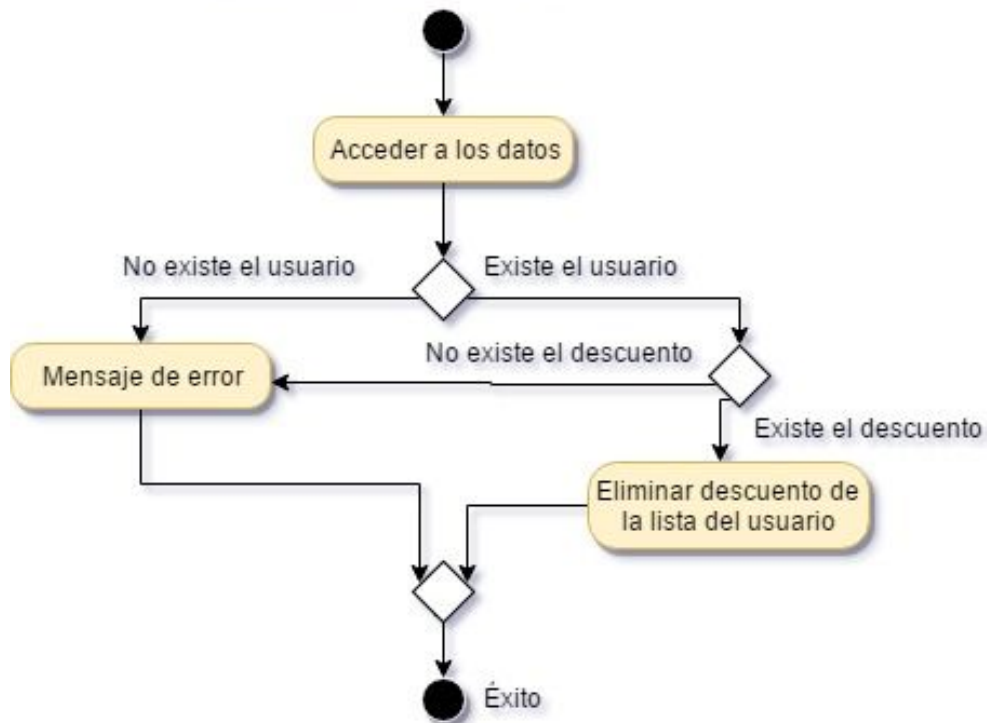 Acceder a los datos
No existe el usuario
Existe el usuario
No existe el descuento
Mensaje de error
Existe el descuento
Eliminar descuento de
la lista del usuario
Éxito